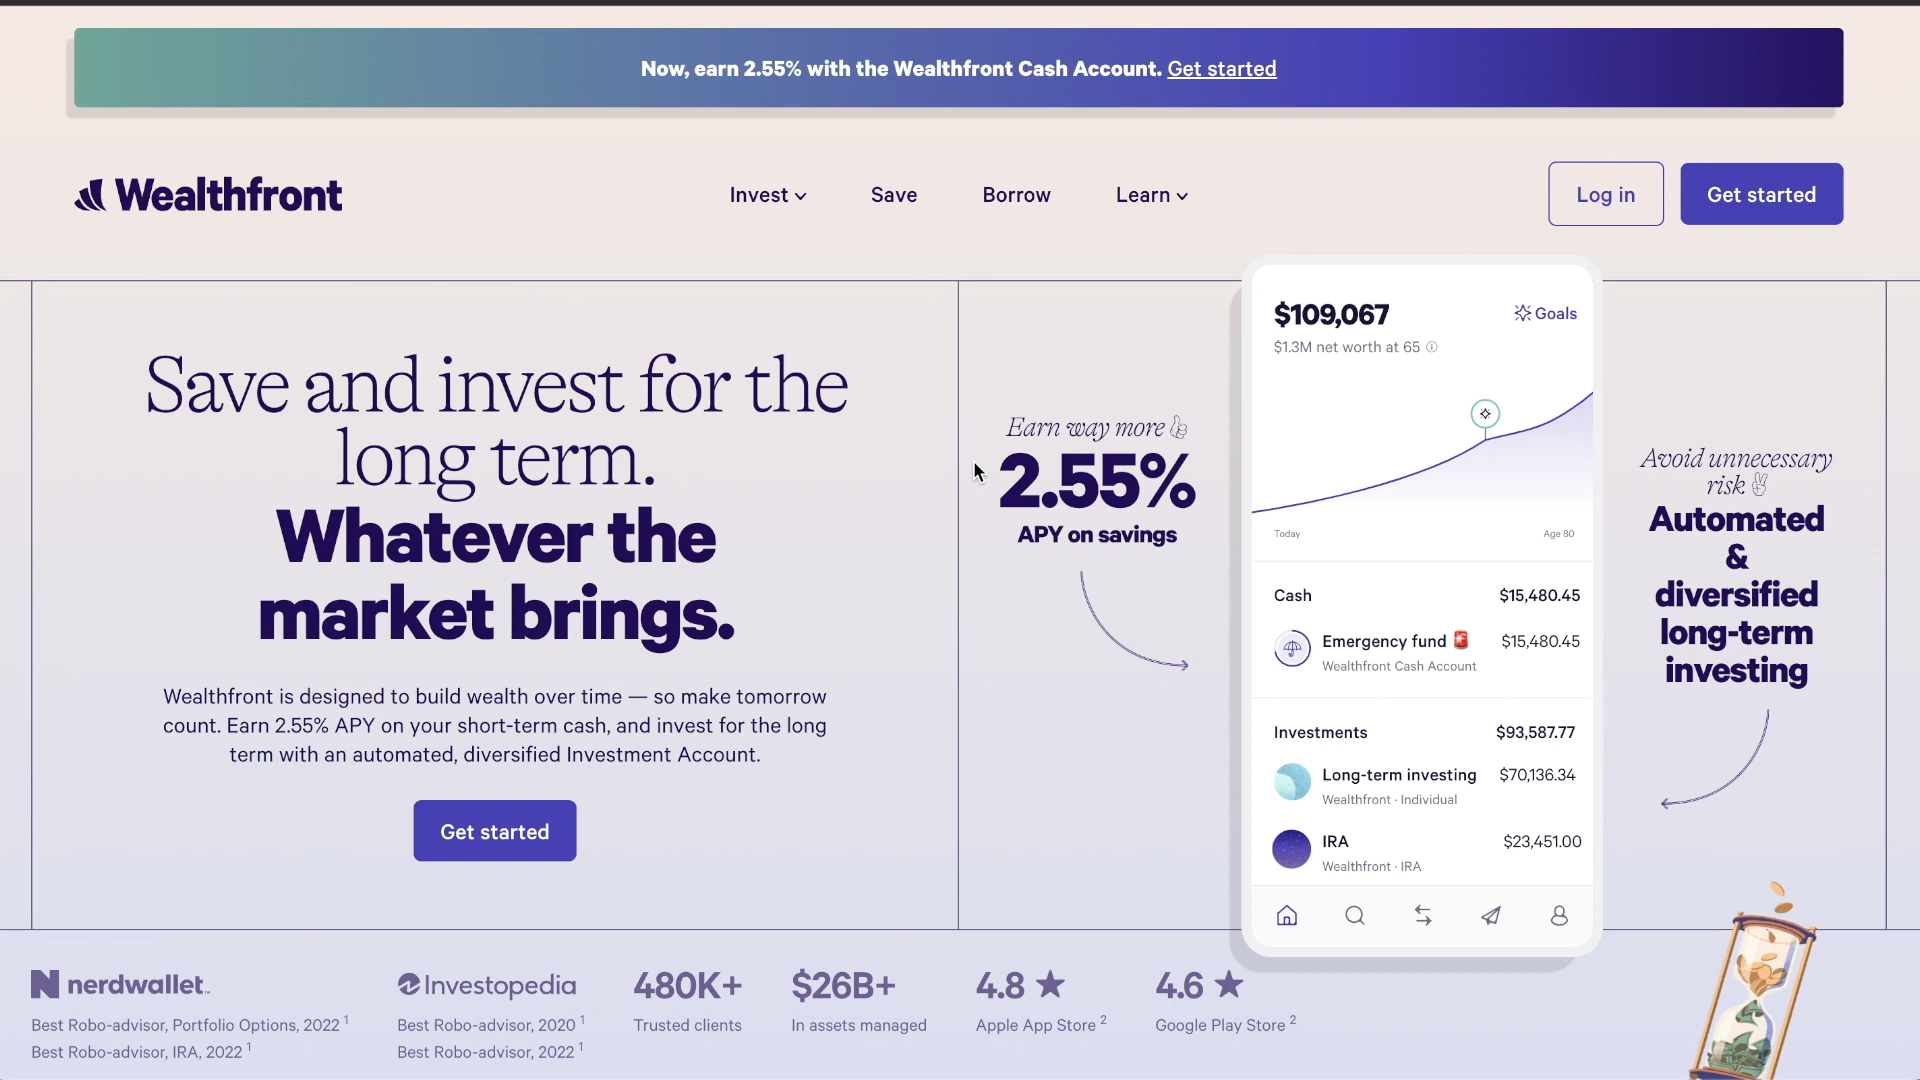 Now, earn 2.55% with the Wealthfront Cash Account. Get started
Wealthfront
Invest
Save
Borrow
Learn
Log in
Get started
Save and invest for the
long term.
Whatever the
market brings.
Wealthfront is designed to build wealth over time — so make tomorrow
count. Earn 2.55% APY on your short-term cash, and invest for the long
term with an automated, diversified Investment Account.
Get started
Earn way more
2.55%
APY on savings
$109,067
Goals
$1.3M net worth at 65
Today
Age 80
Cash
$15,480.45
Emergency fund
$15,480.45
Wealthfront Cash Account
Investments
$93,587.77
Long-term investing
$70,136.34
Wealthfront · Individual
IRA
$23,451.00
Wealthfront · IRA
Avoid unnecessary
risk
Automated
&
diversified
long-term
investing
nerdwallet
Best Robo-advisor, Portfolio Options, 2022 1
Best Robo-advisor, IRA, 2022 1
Investopedia
Best Robo-advisor, 2020 1
Best Robo-advisor, 2022 1
480K+
Trusted clients
$26B+
In assets managed
4.8 ★
Apple App Store 2
4.6 ★
Google Play Store 2